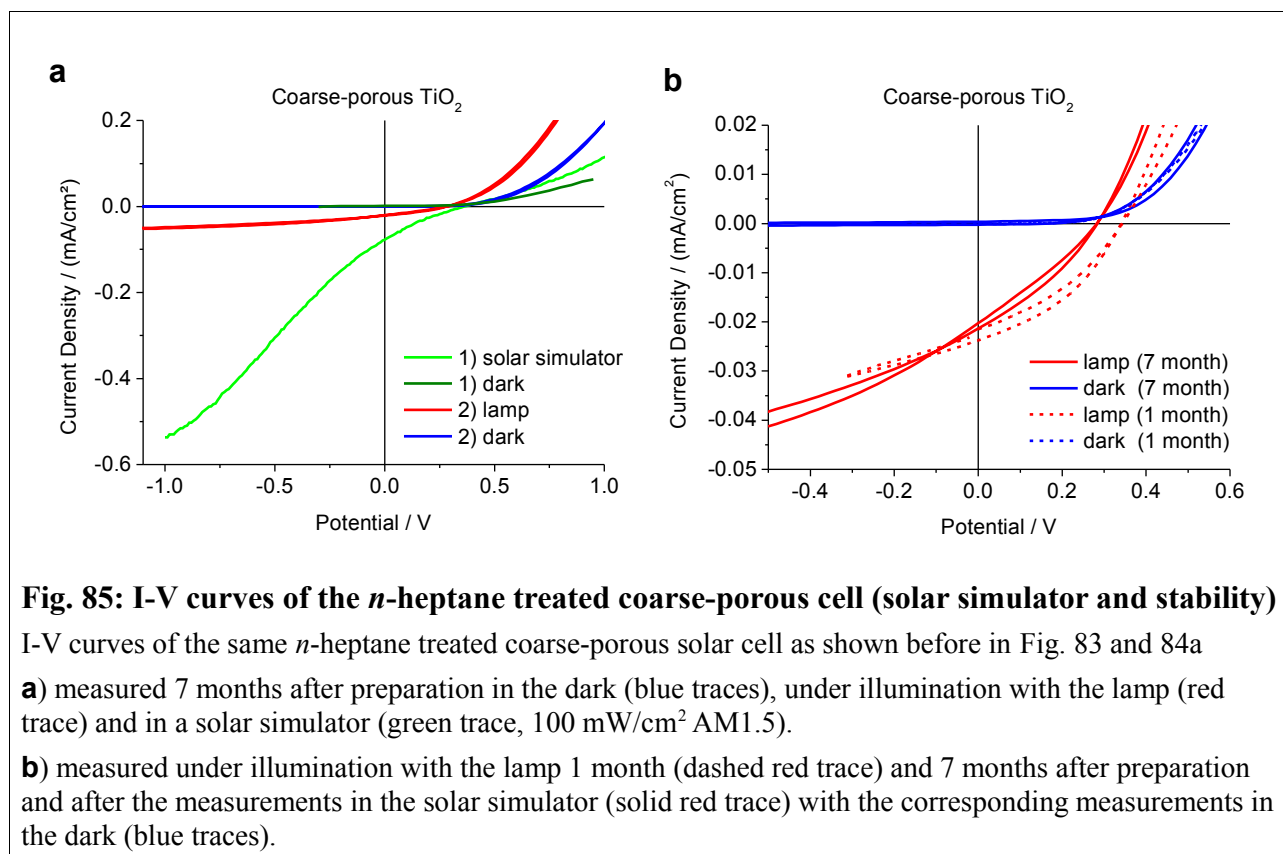 a
Coarse-porous TiO₂
0.2
0.0
-0.2
-0.4
-0.6
-1.0 -0.5 0.0 0.5 1.0
Current Density / (mA/cm²)
Potential / V
1) solar simulator
1) dark
2) lamp
2) dark
b
Coarse-porous TiO₂
0.02
0.01
0.00
-0.01
-0.02
-0.03
-0.04
-0.05
-0.4 -0.2 0.0 0.2 0.4 0.6
Current Density / (mA/cm²)
Potential / V
lamp (7 month)
dark (7 month)
lamp (1 month)
dark (1 month)
Fig. 85: I-V curves of the n-heptane treated coarse-porous cell (solar simulator and stability)
I-V curves of the same n-heptane treated coarse-porous solar cell as shown before in Fig. 83 and 84a
a) measured 7 months after preparation in the dark (blue traces), under illumination with the lamp (red
trace) and in a solar simulator (green trace, 100 mW/cm² AM1.5).
b) measured under illumination with the lamp 1 month (dashed red trace) and 7 months after preparation
and after the measurements in the solar simulator (solid red trace) with the corresponding measurements in
the dark (blue traces).